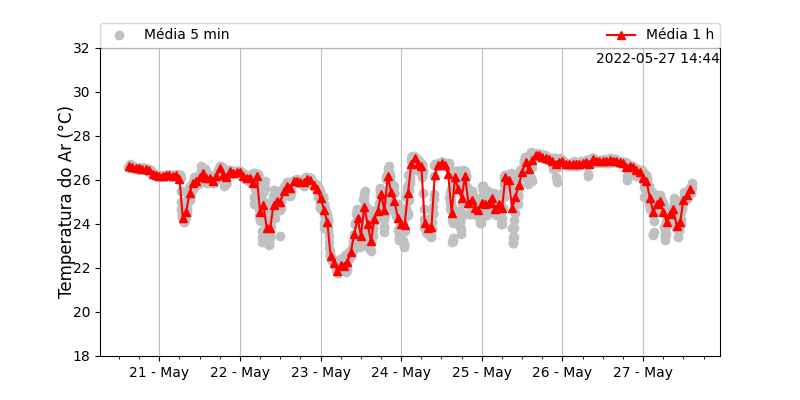 Média 5 min
Média 1 h
2022-05-27 14:44
Temperatura do Ar (°C)
32
30
28
26
24
22
20
18
21 - May
22 - May
23 - May
24 - May
25 - May
26 - May
27 - May